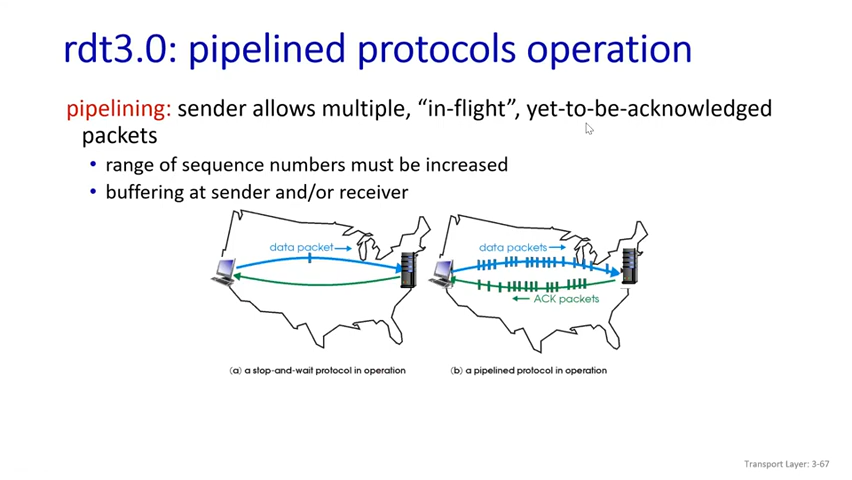 rdt3.0: pipelined protocols operation
pipelining: sender allows multiple, “in-flight”, yet-to-be-acknowledged
packets
• range of sequence numbers must be increased
• buffering at sender and/or receiver
data packet
data packets
ACK packets
(a) a stop-and-wait protocol in operation
(b) a pipelined protocol in operation
Transport Layer: 3-67